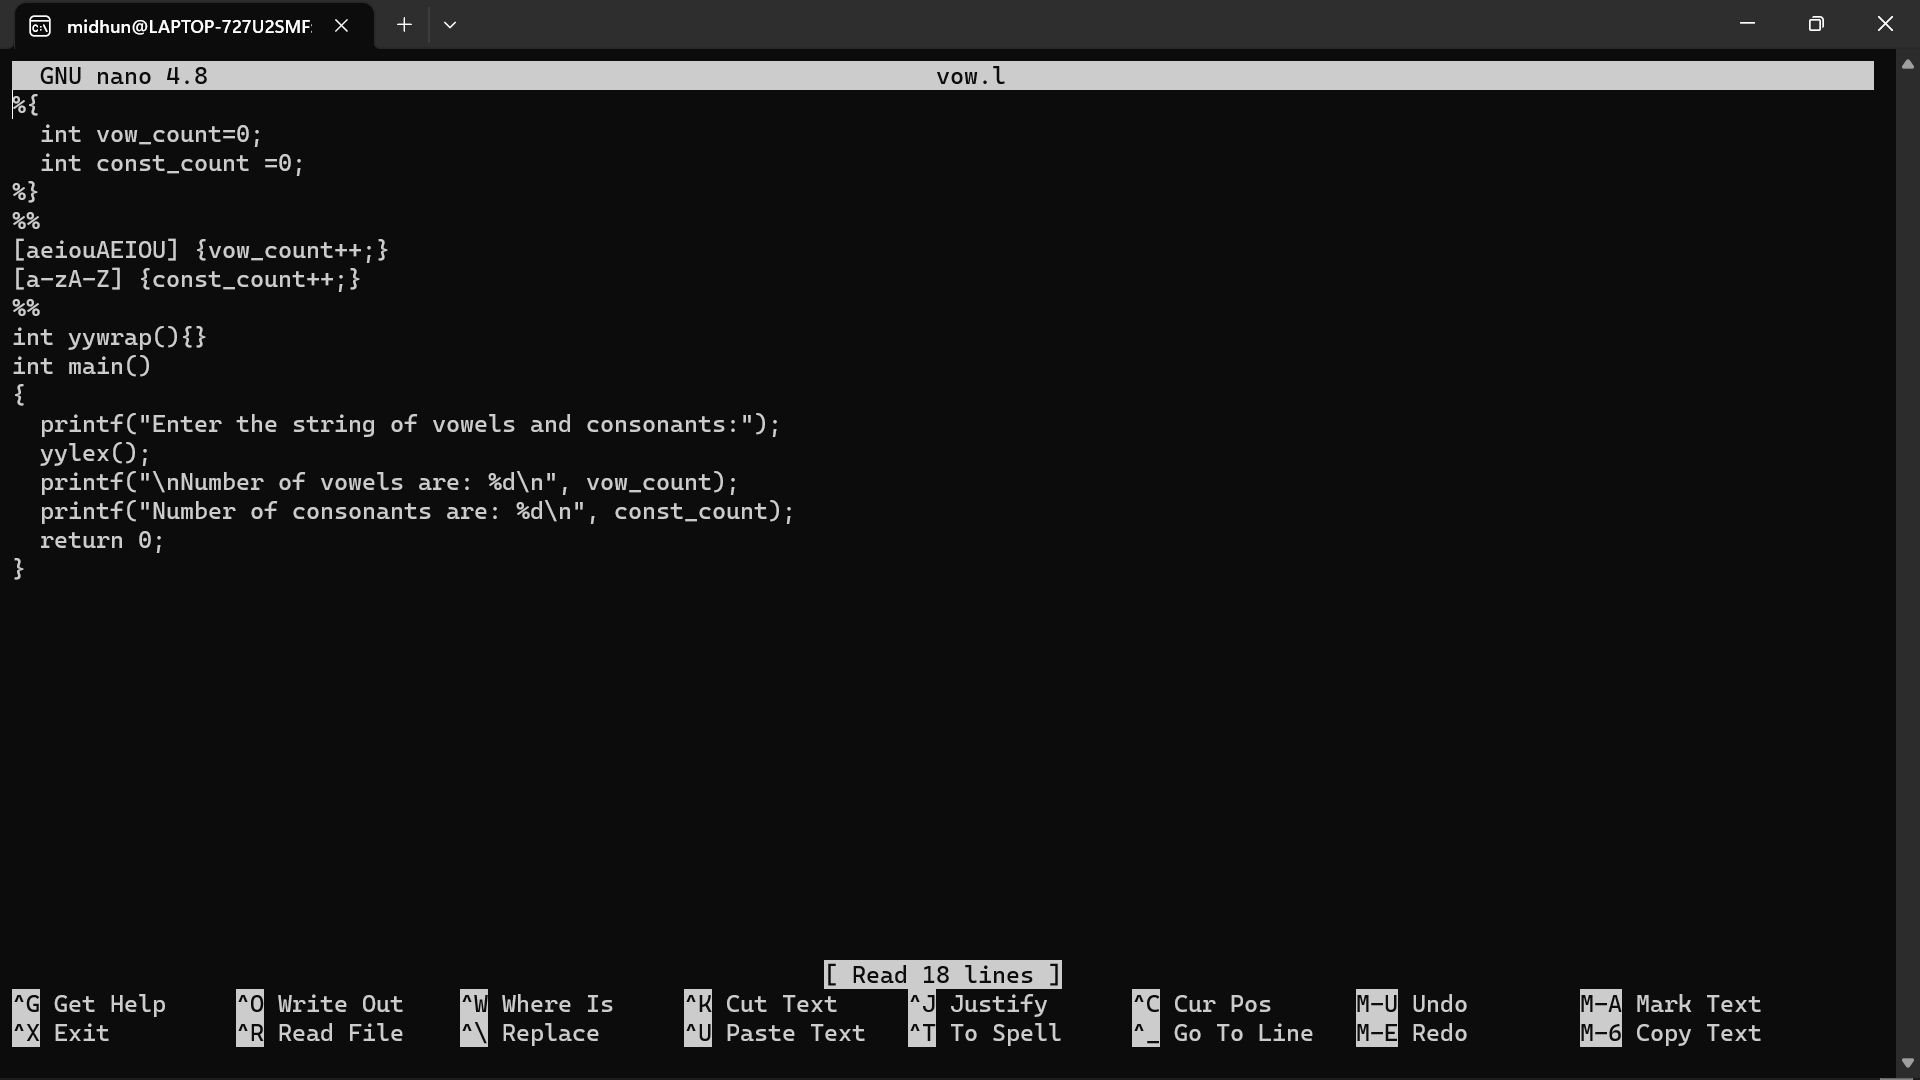 midhun@LAPTOP-727U2SMF:
GNU nano 4.8 vow.l
%{
  int vow_count=0;
  int const_count =0;
%}
%%
[aeiouAEIOU] {vow_count++;}
[a-zA-Z] {const_count++;}
%%
int yywrap(){}
int main()
{
  printf("Enter the string of vowels and consonants:");
  yylex();
  printf("\nNumber of vowels are: %d\n", vow_count);
  printf("Number of consonants are: %d\n", const_count);
  return 0;
}
[ Read 18 lines ]
^G Get Help ^O Write Out ^W Where Is ^K Cut Text ^J Justify ^C Cur Pos M-U Undo M-A Mark Text
^X Exit ^R Read File ^\ Replace ^U Paste Text ^T To Spell ^_ Go To Line M-E Redo M-6 Copy Text